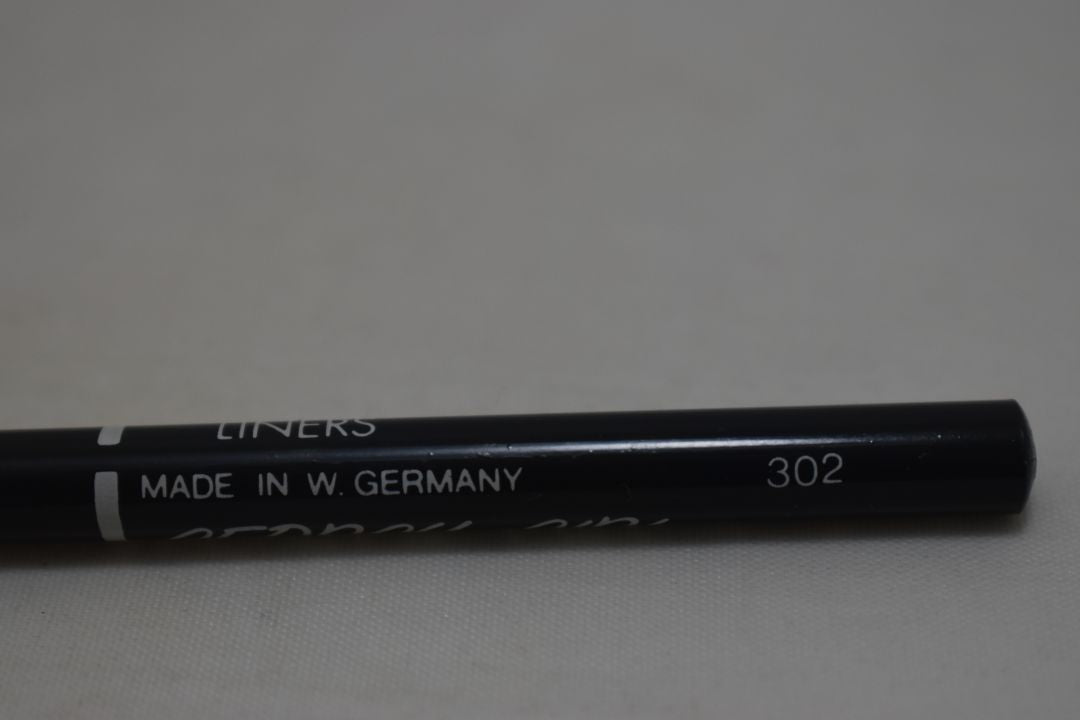 LINERS
MADE IN W. GERMANY 302